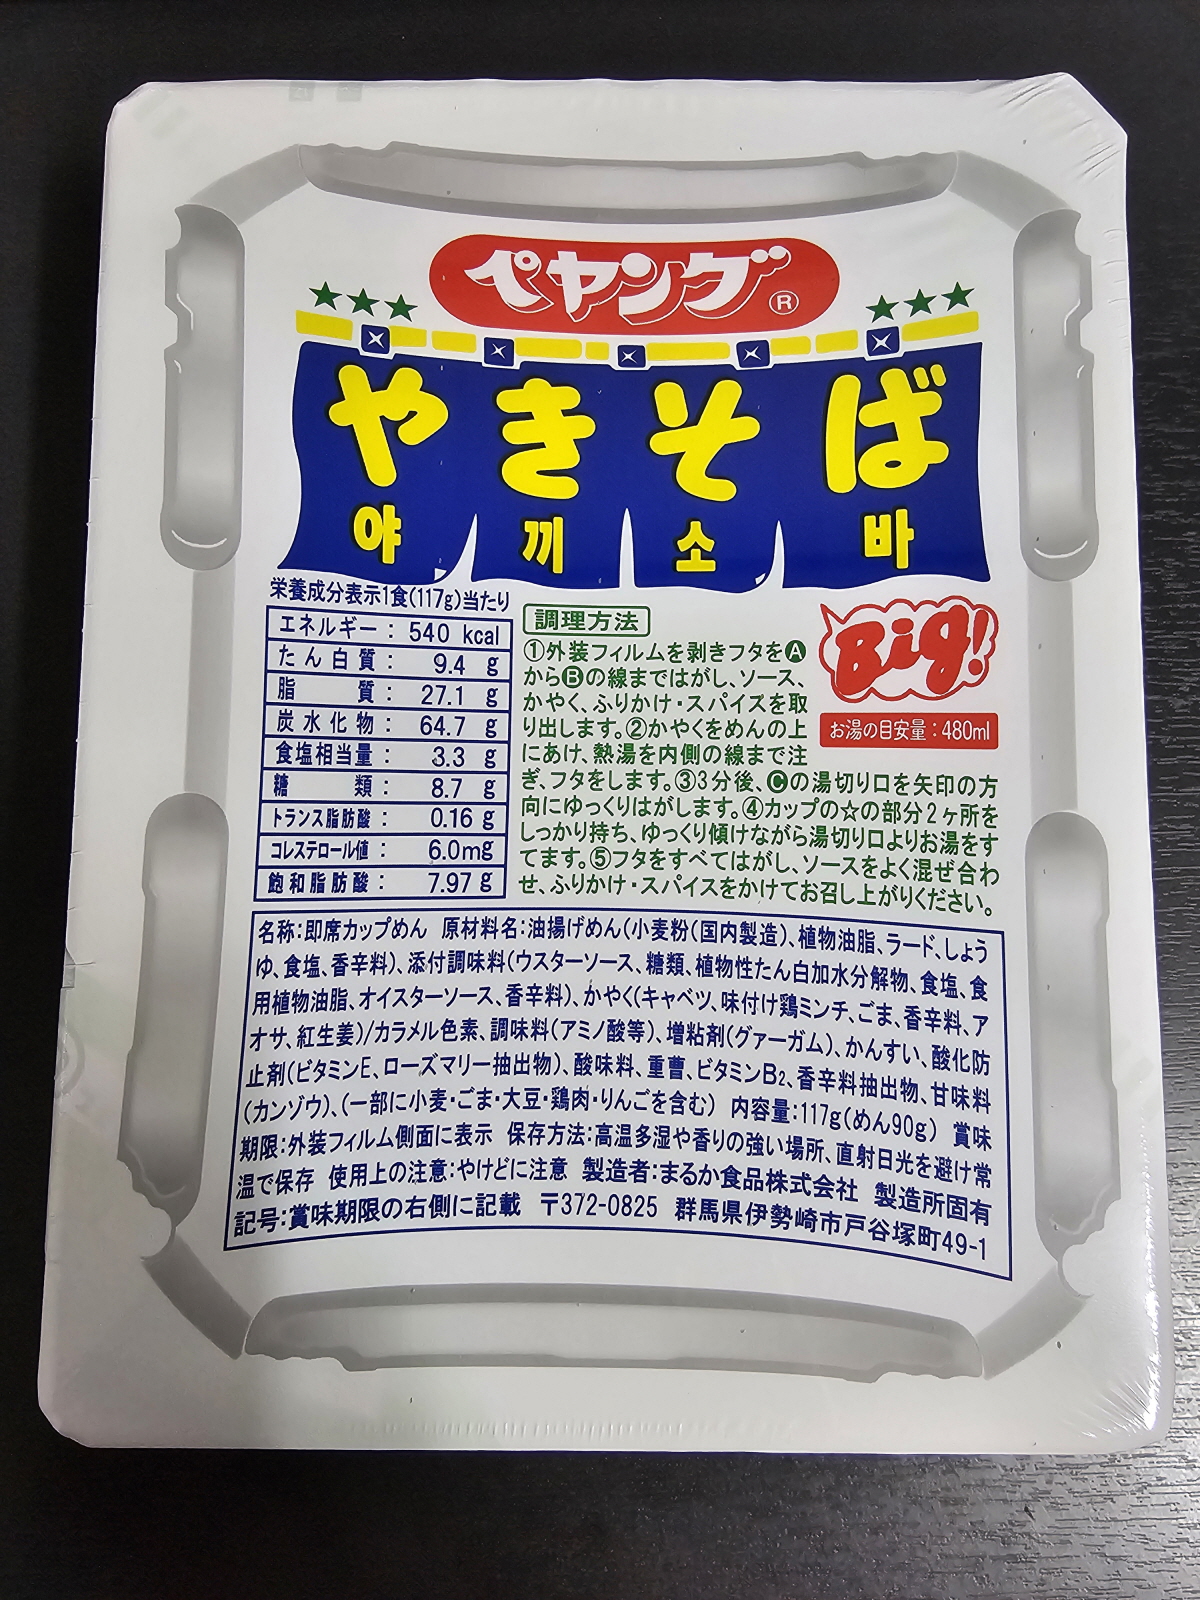 ペヤング®
やきそば
야끼소바
栄養成分表示1食(117g)当たり
エネルギー: 540 kcal
たん白質: 9.4 g
脂質: 27.1 g
炭水化物: 64.7 g
食塩相当量: 3.3 g
糖類: 8.7 g
トランス脂肪酸: 0.16 g
コレステロール値: 6.0mg
飽和脂肪酸: 7.97 g
調理方法
①外装フィルムを剥きフタをA
からBの線まではがし、ソース、
かやく、ふりかけ・スパイスを取
り出します。②かやくをめんの上
にあけ、熱湯を内側の線まで注
ぎ、フタをします。③3分後、Cの湯切り口を矢印の方
向にゆっくりはがします。④カップの☆の部分2ヶ所を
しっかり持ち、ゆっくり傾けながら湯切り口よりお湯をす
てます。⑤フタをすべてはがし、ソースをよく混ぜ合わ
せ、ふりかけ・スパイスをかけてお召し上がりください。
Big!
お湯の目安量:480ml
名称:即席カップめん 原材料名:油揚げめん(小麦粉(国内製造)、植物油脂、ラード、しょう
ゆ、食塩、香辛料)、添付調味料(ウスターソース、糖類、植物性たん白加水分解物、食塩、食
用植物油脂、オイスターソース、香辛料)、かやく(キャベツ、味付け鶏ミンチ、ごま、香辛料、ア
オサ、紅生姜)/カラメル色素、調味料(アミノ酸等)、増粘剤(グァーガム)、かんすい、酸化防
止剤(ビタミンE、ローズマリー抽出物)、酸味料、重曹、ビタミンB2、香辛料抽出物、甘味料
(カンゾウ)、(一部に小麦・ごま・大豆・鶏肉・りんごを含む) 内容量:117g(めん90g) 賞味
期限:外装フィルム側面に表示 保存方法:高温多湿や香りの強い場所、直射日光を避け常
温で保存 使用上の注意:やけどに注意 製造者:まるか食品株式会社 製造所固有
記号:賞味期限の右側に記載 〒372-0825 群馬県伊勢崎市戸谷塚町49-1